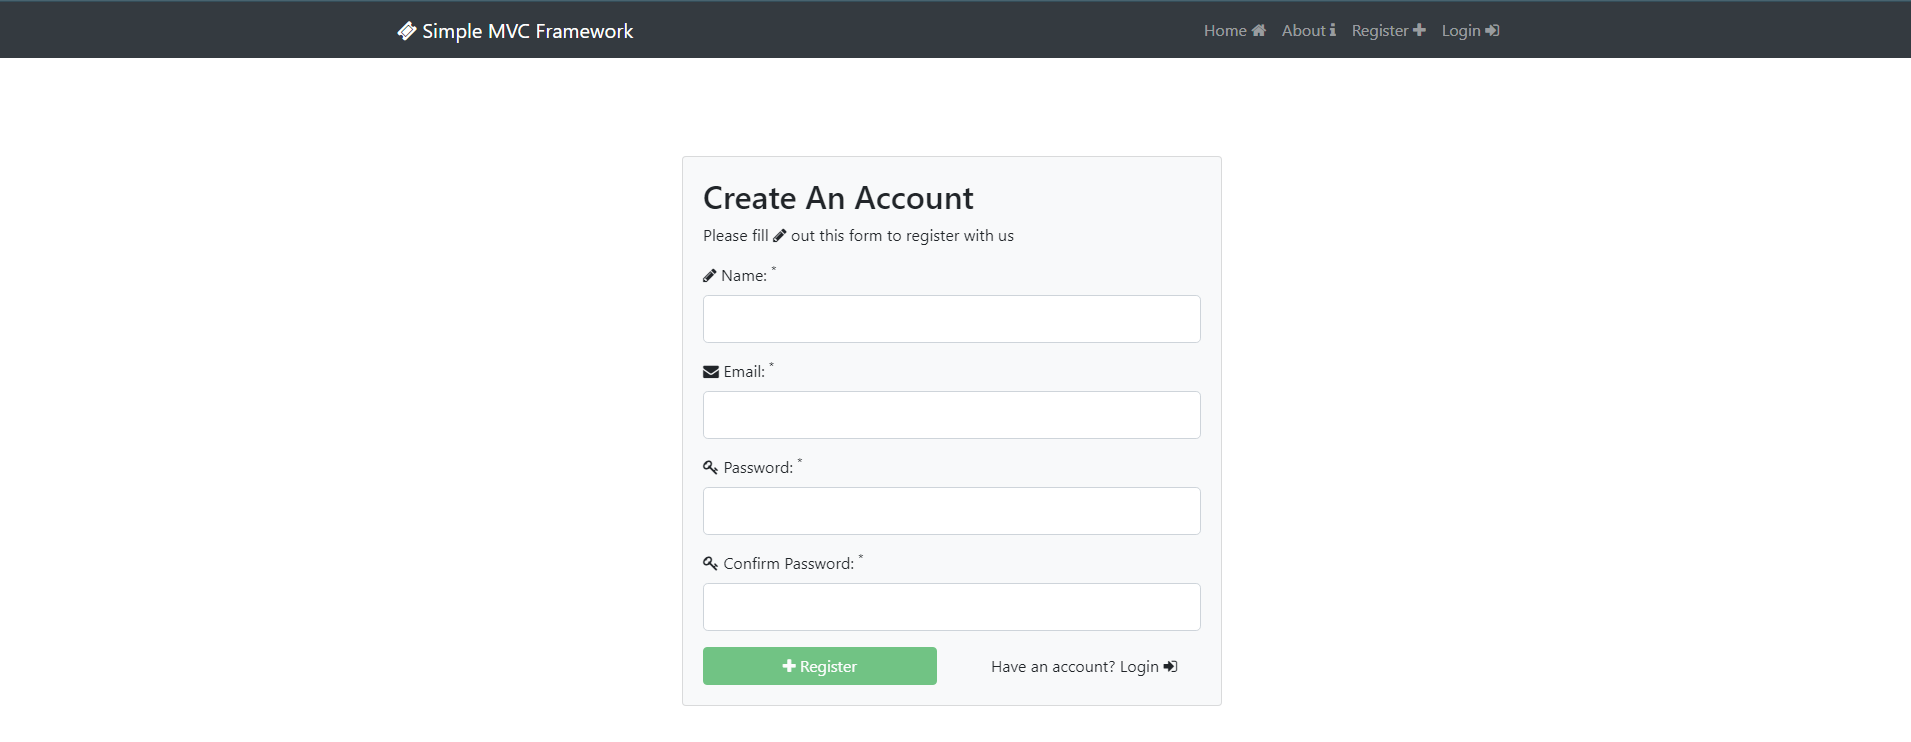 Simple MVC Framework
Home About Register Login
Create An Account
Please fill out this form to register with us
Name: *
Email: *
Password: *
Confirm Password: *
Register
Have an account? Login